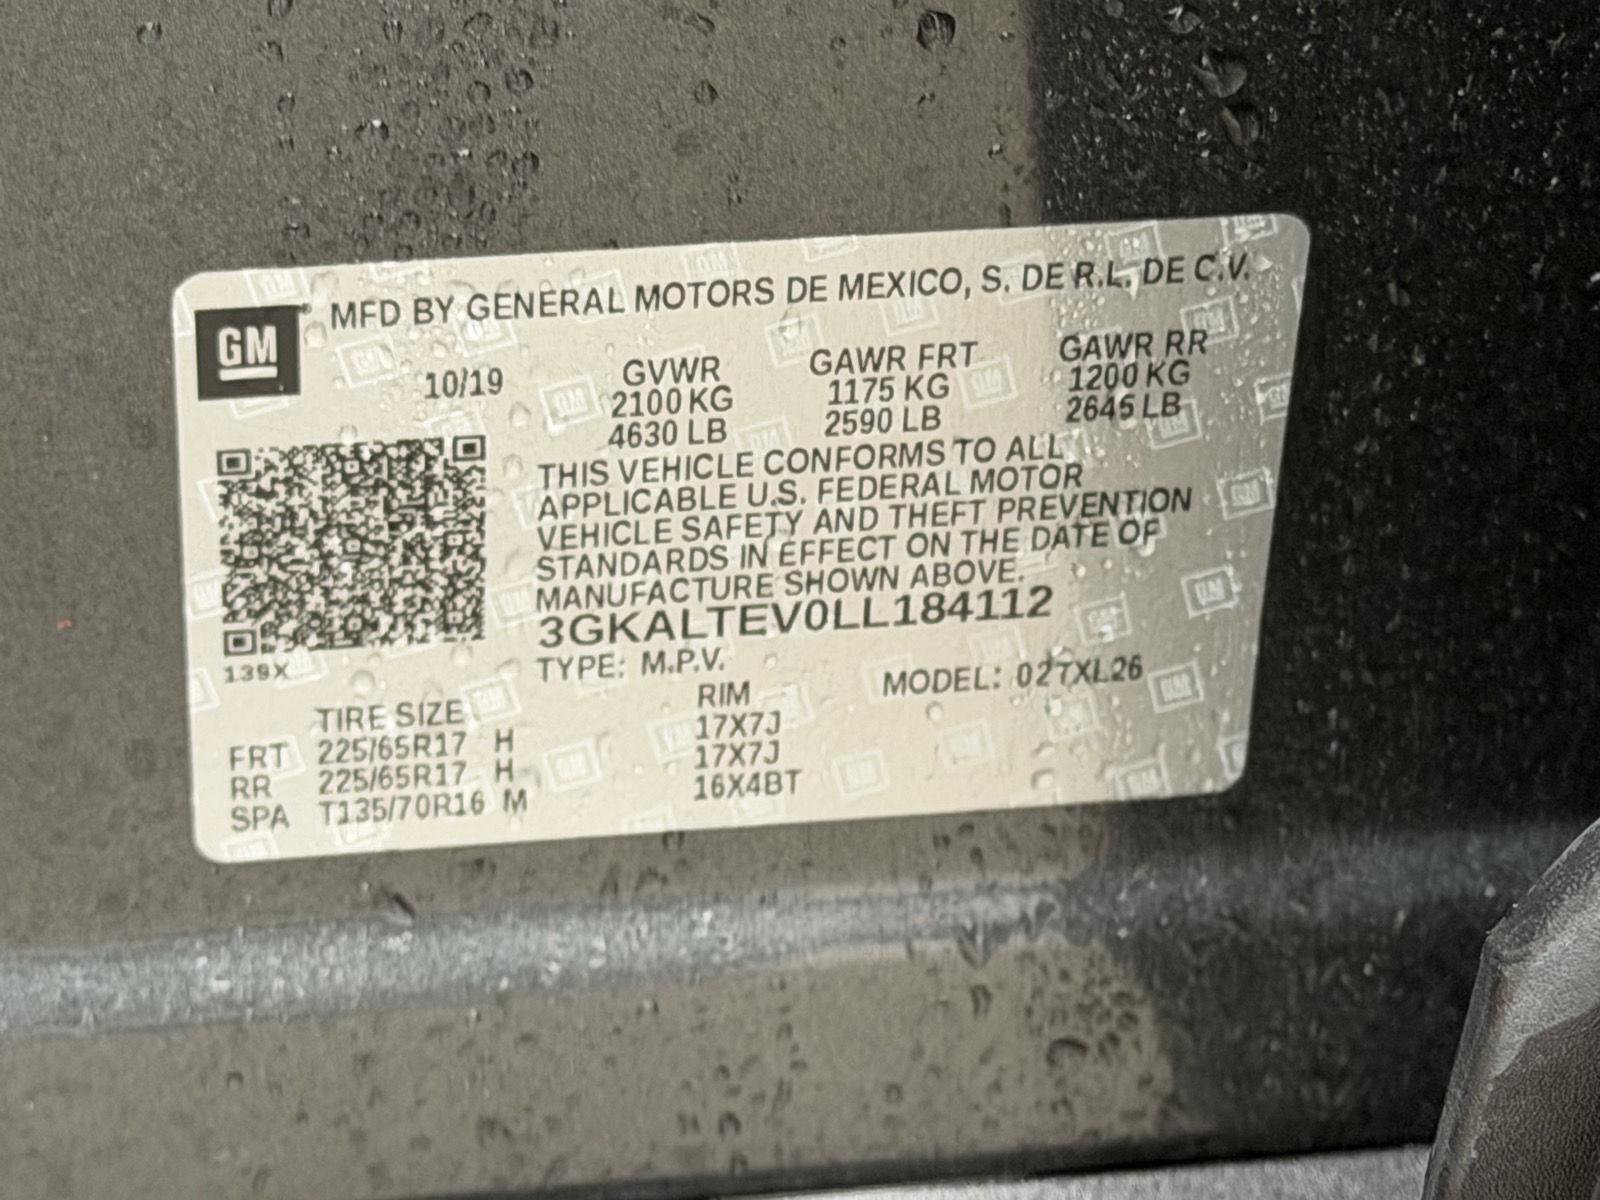 GM
MFD BY GENERAL MOTORS DE MEXICO, S. DE R.L. DE C.V.
10/19 GVWR GAWR FRT GAWR RR
2100 KG 1175 KG 1200 KG
4630 LB 2590 LB 2645 LB
THIS VEHICLE CONFORMS TO ALL
APPLICABLE U.S. FEDERAL MOTOR
VEHICLE SAFETY AND THEFT PREVENTION
STANDARDS IN EFFECT ON THE DATE OF
MANUFACTURE SHOWN ABOVE.
3GKALTEV0LL184112
139X
TYPE: M.P.V. MODEL: 027XL26
TIRE SIZE RIM
FRT 225/65R17 H 17X7J
RR 225/65R17 H 17X7J
SPA T135/70R16 M 16X4BT